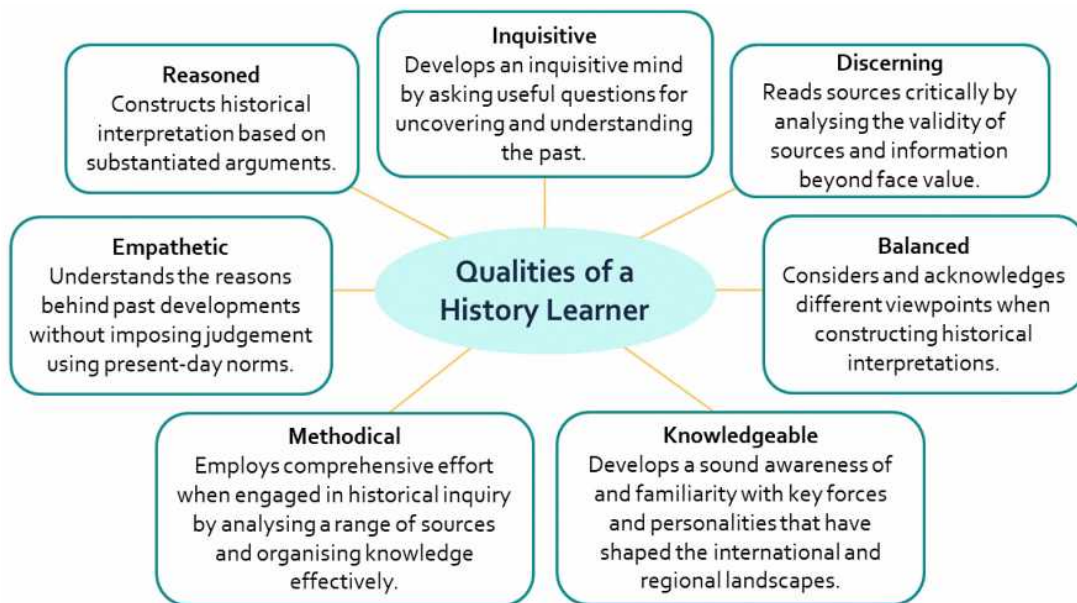 Inquisitive
Develops an inquisitive mind
by asking useful questions for
uncovering and understanding
the past.
Reasoned
Constructs historical
interpretation based on
substantiated arguments.
Discerning
Reads sources critically by
analysing the validity of
sources and information
beyond face value.
Empathetic
Understands the reasons
behind past developments
without imposing judgement
using present-day norms.
Qualities of a
History Learner
Balanced
Considers and acknowledges
different viewpoints when
constructing historical
interpretations.
Methodical
Employs comprehensive effort
when engaged in historical inquiry
by analysing a range of sources
and organising knowledge
effectively.
Knowledgeable
Develops a sound awareness of
and familiarity with key forces
and personalities that have
shaped the international and
regional landscapes.